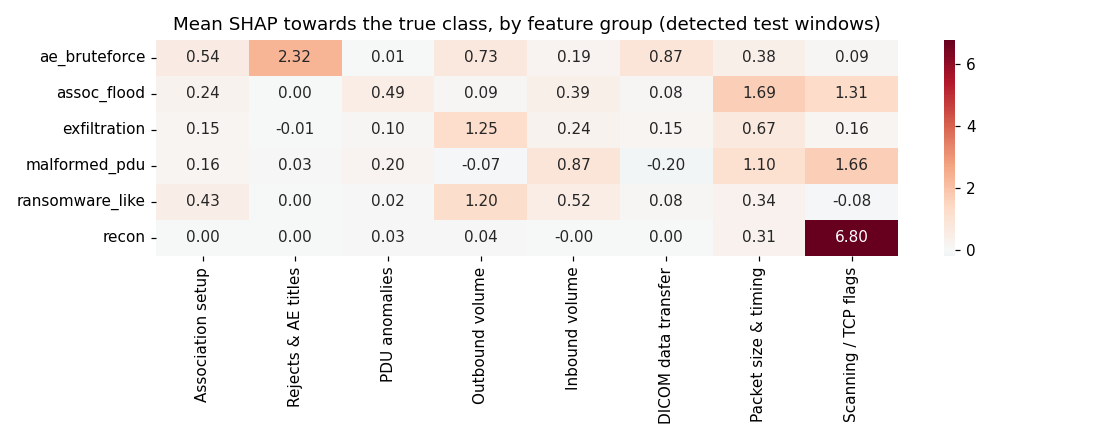 Mean SHAP towards the true class, by feature group (detected test windows)
ae_bruteforce 0.54 2.32 0.01 0.73 0.19 0.87 0.38 0.09
assoc_flood 0.24 0.00 0.49 0.09 0.39 0.08 1.69 1.31
exfiltration 0.15 -0.01 0.10 1.25 0.24 0.15 0.67 0.16
malformed_pdu 0.16 0.03 0.20 -0.07 0.87 -0.20 1.10 1.66
ransomware_like 0.43 0.00 0.02 1.20 0.52 0.08 0.34 -0.08
recon 0.00 0.00 0.03 0.04 -0.00 0.00 0.31 6.80
Association setup
Rejects & AE titles
PDU anomalies
Outbound volume
Inbound volume
DICOM data transfer
Packet size & timing
Scanning / TCP flags
6
4
2
0